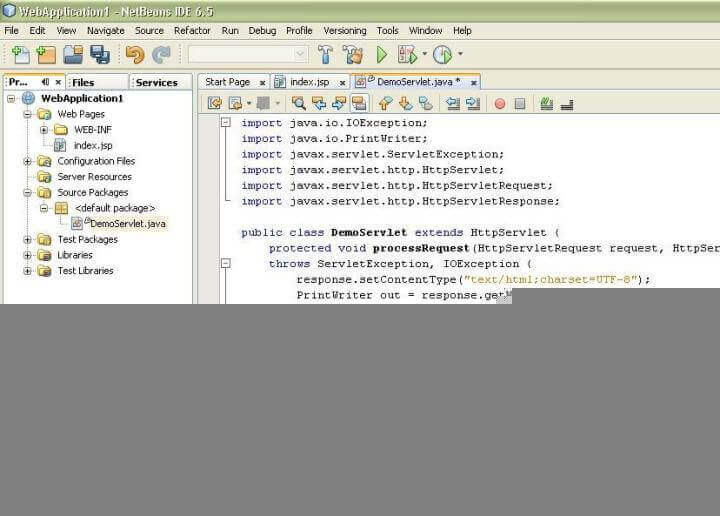 WebApplication1 - NetBeans IDE 6.5
File Edit View Navigate Source Refactor Run Debug Profile Versioning Tools Window Help
Pr...
Files
Services
WebApplication1
Web Pages
WEB-INF
index.jsp
Configuration Files
Server Resources
Source Packages
<default package>
DemoServlet.java
Test Packages
Libraries
Test Libraries
Start Page
index.jsp
DemoServlet.java *
import java.io.IOException;
import java.io.PrintWriter;
import javax.servlet.ServletException;
import javax.servlet.http.HttpServlet;
import javax.servlet.http.HttpServletRequest;
import javax.servlet.http.HttpServletResponse;
public class DemoServlet extends HttpServlet {
protected void processRequest(HttpServletRequest request, HttpSer
throws ServletException, IOException {
response.setContentType("text/html;charset=UTF-8");
PrintWriter out = response.get